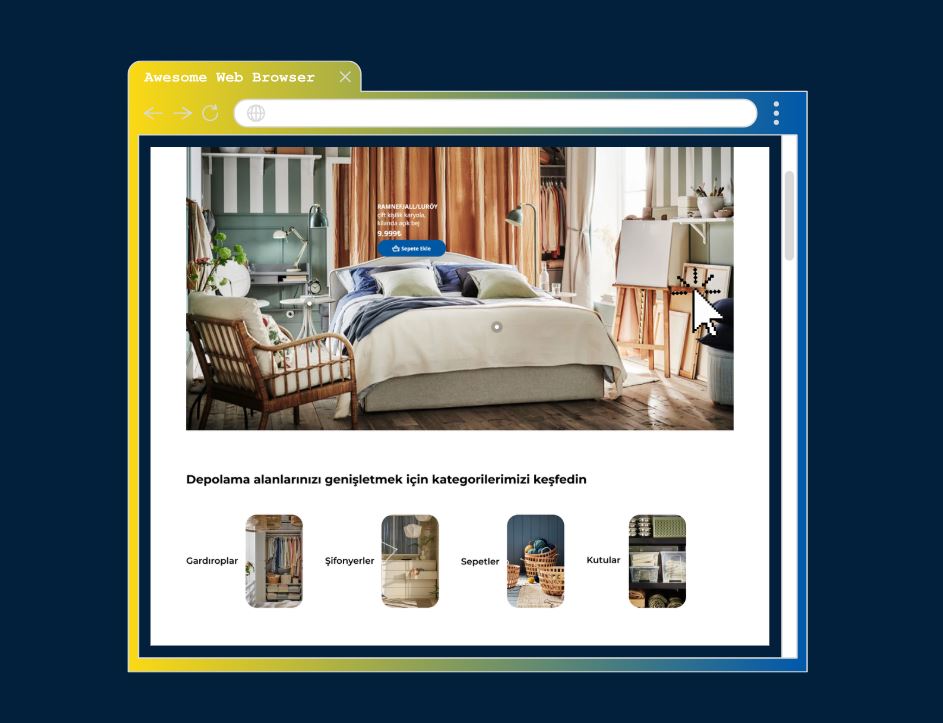 Awesome Web Browser
RAMNEFJALL/LURÖY
çift kişilik karyola,
kilanda açık bej
9.999₺
Sepete Ekle
Depolama alanlarınızı genişletmek için kategorilerimizi keşfedin
Gardıroplar
Şifonyerler
Sepetler
Kutular